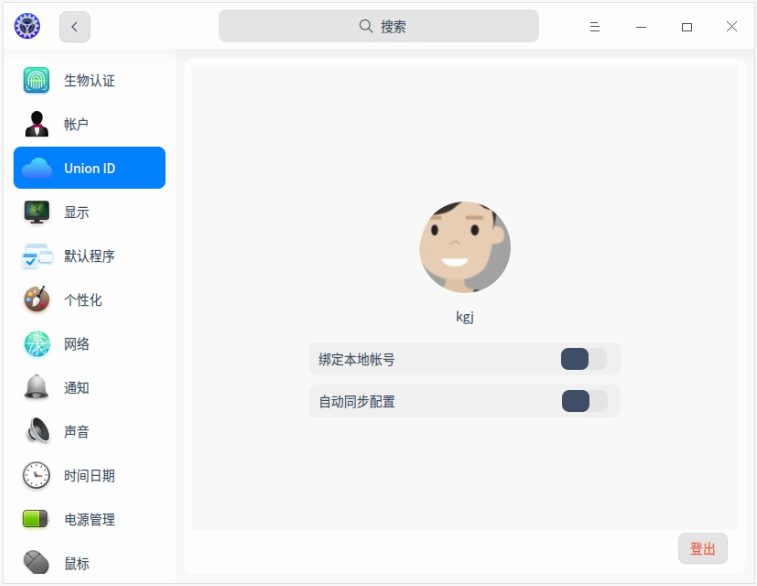 搜索
生物认证
帐户
Union ID
显示
默认程序
个性化
网络
通知
声音
时间日期
电源管理
鼠标
kgj
绑定本地帐号
自动同步配置
登出